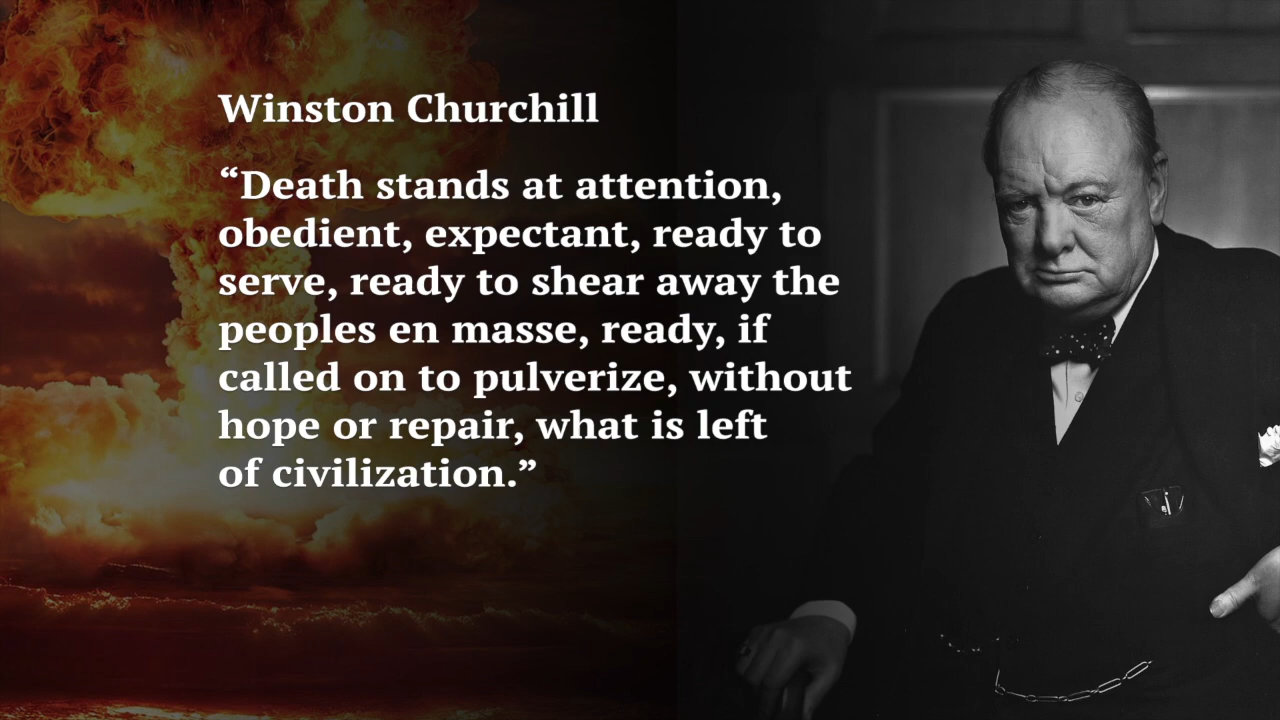 Winston Churchill
“Death stands at attention,
obedient, expectant, ready to
serve, ready to shear away the
peoples en masse, ready, if
called on to pulverize, without
hope or repair, what is left
of civilization.”